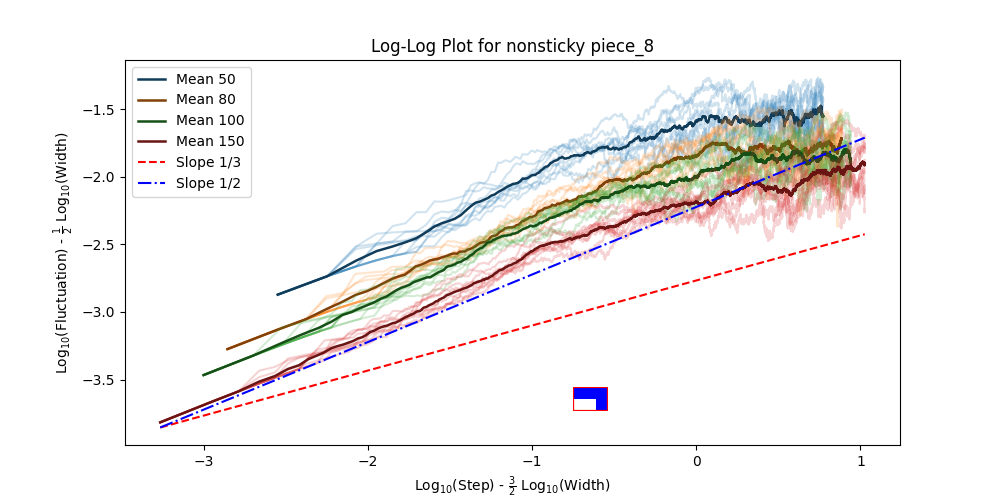 Log-Log Plot for nonsticky piece_8
Mean 50
Mean 80
Mean 100
Mean 150
Slope 1/3
Slope 1/2
Log₁₀(Fluctuation) - 1/2 Log₁₀(Width)
−1.5
−2.0
−2.5
−3.0
−3.5
−3 −2 −1 0 1
Log₁₀(Step) - 3/2 Log₁₀(Width)